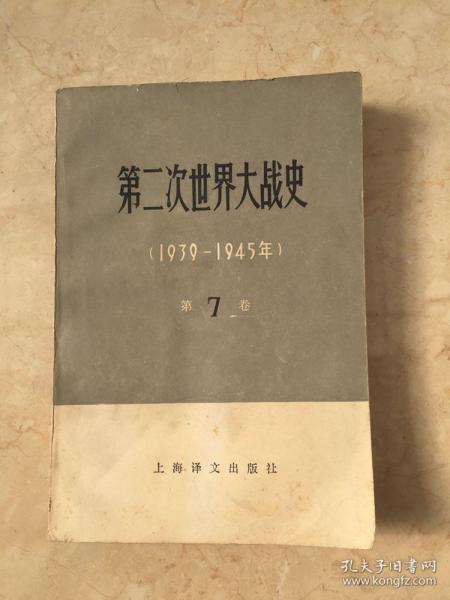 第二次世界大战史
(1939-1945年)
第 7 卷
上海译文出版社
孔夫子旧书网
www.kongfz.com